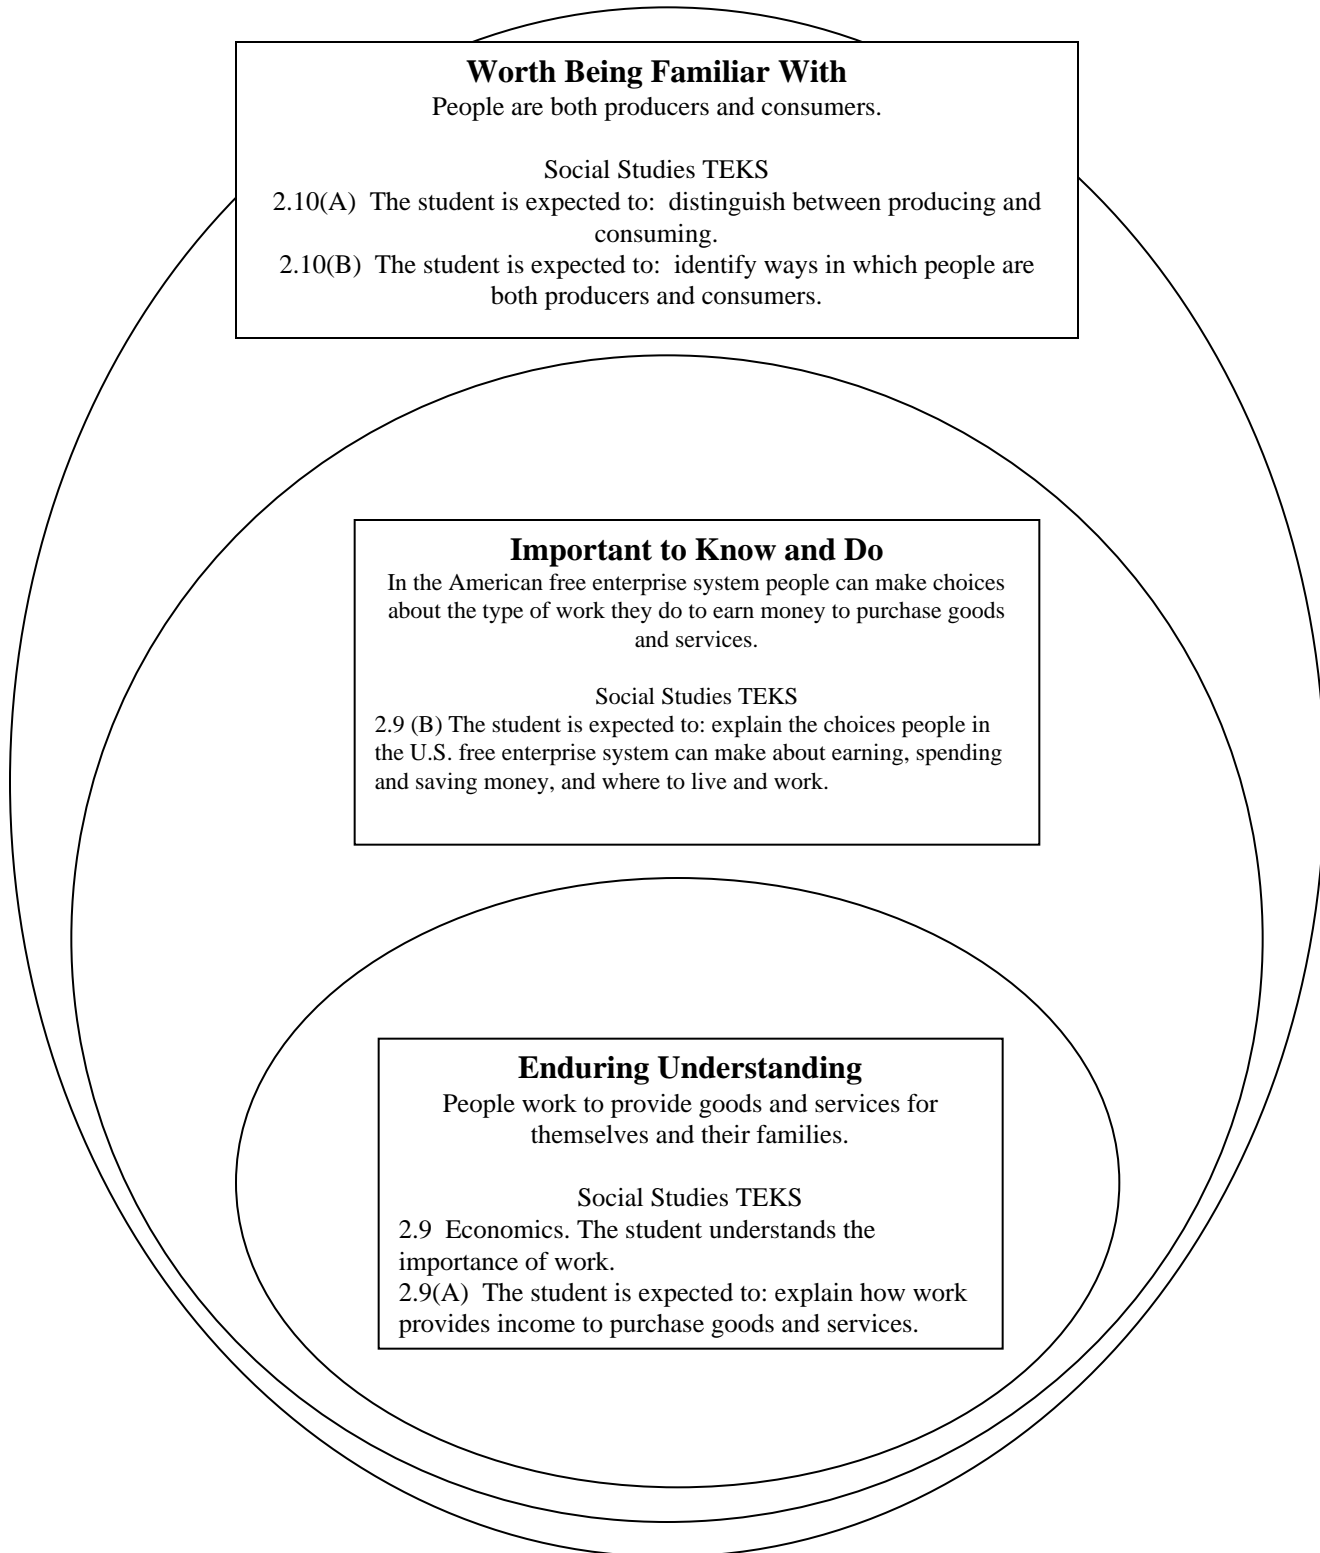 Worth Being Familiar With
People are both producers and consumers.
Social Studies TEKS
2.10(A)  The student is expected to:  distinguish between producing and
consuming.
2.10(B)  The student is expected to:  identify ways in which people are
both producers and consumers.
Important to Know and Do
In the American free enterprise system people can make choices
about the type of work they do to earn money to purchase goods
and services.
Social Studies TEKS
2.9 (B) The student is expected to: explain the choices people in
the U.S. free enterprise system can make about earning, spending
and saving money, and where to live and work.
Enduring Understanding
People work to provide goods and services for
themselves and their families.
Social Studies TEKS
2.9  Economics. The student understands the
importance of work.
2.9(A)  The student is expected to: explain how work
provides income to purchase goods and services.